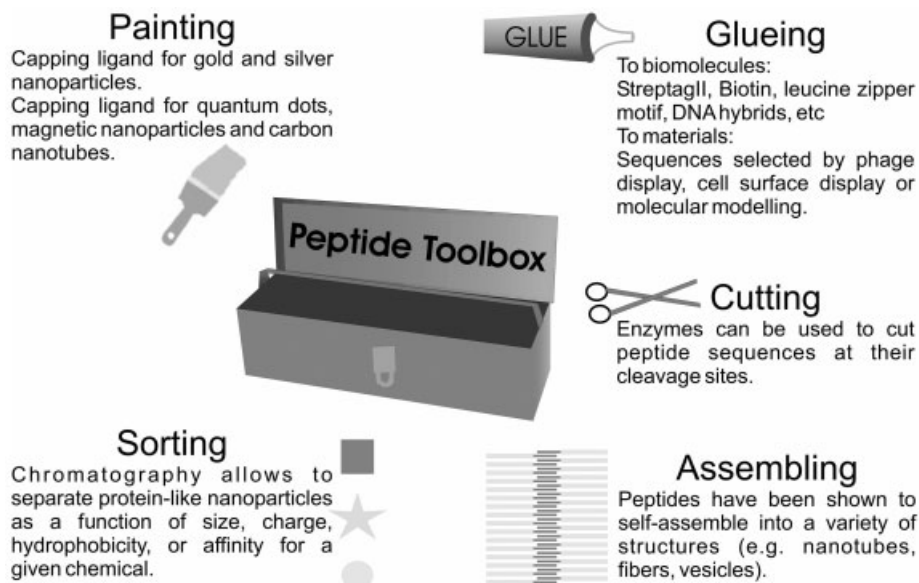 Painting
Capping ligand for gold and silver
nanoparticles.
Capping ligand for quantum dots,
magnetic nanoparticles and carbon
nanotubes.
GLUE
Glueing
To biomolecules:
StreptagII, Biotin, leucine zipper
motif, DNA hybrids, etc
To materials:
Sequences selected by phage
display, cell surface display or
molecular modelling.
Peptide Toolbox
Cutting
Enzymes can be used to cut
peptide sequences at their
cleavage sites.
Sorting
Chromatography allows to
separate protein-like nanoparticles
as a function of size, charge,
hydrophobicity, or affinity for a
given chemical.
Assembling
Peptides have been shown to
self-assemble into a variety of
structures (e.g. nanotubes,
fibers, vesicles).